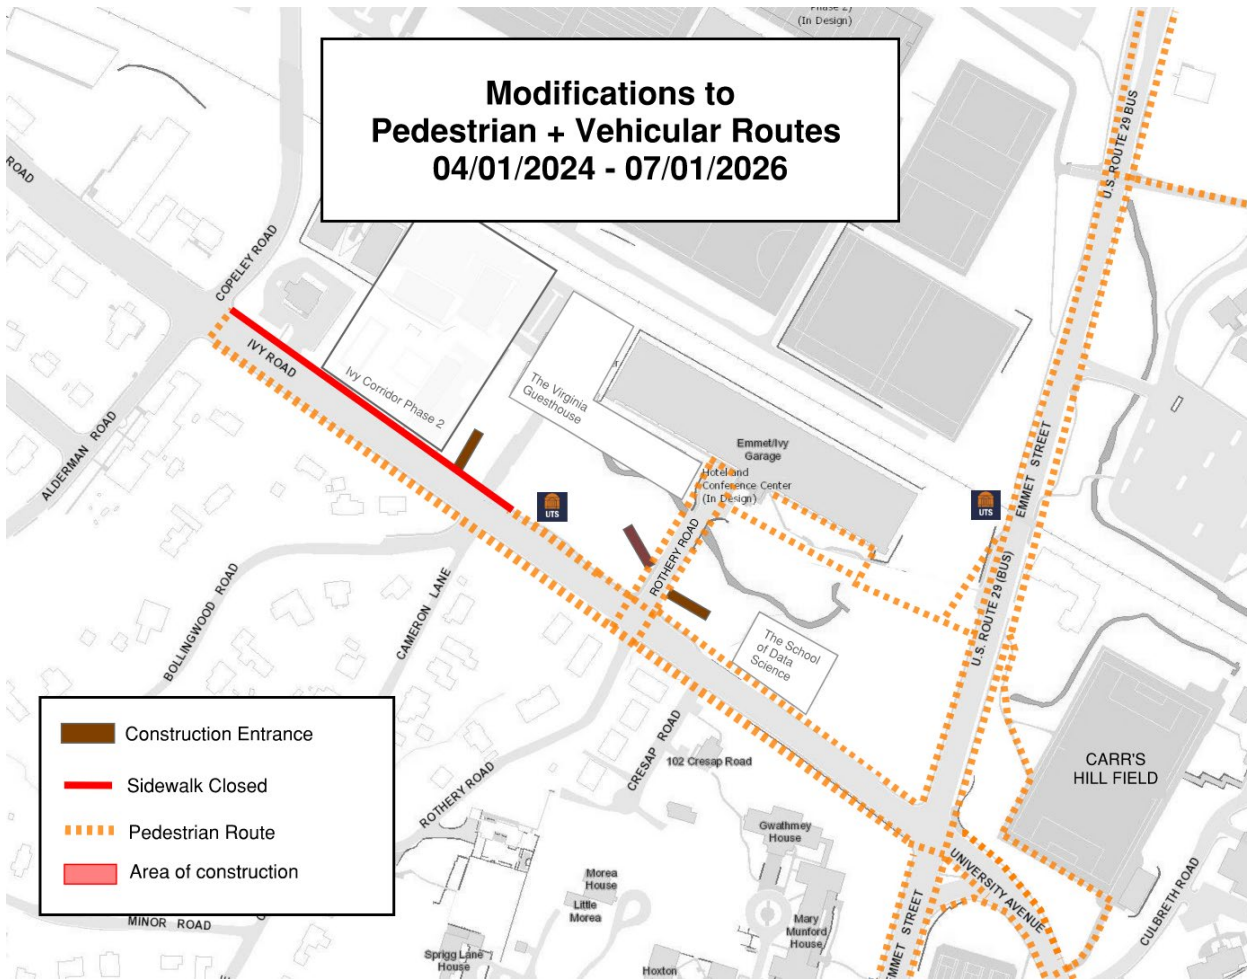 Phase 2)
(In Design)
Modifications to
Pedestrian + Vehicular Routes
04/01/2024 - 07/01/2026
U.S. ROUTE 29 BUS
ROAD
COPELEY ROAD
IVY ROAD
Ivy Corridor Phase 2
The Virginia
Guesthouse
Emmet/Ivy
Garage
Hotel and
Conference Center
(In Design)
EMMET STREET
ALDERMAN ROAD
UTS
UTS
ROTHERY ROAD
U.S. ROUTE 29 (BUS)
BOLLINGWOOD ROAD
CAMERON LANE
The School
of Data
Science
CRESAP ROAD
102 Cresap Road
CARR'S
HILL FIELD
ROTHERY ROAD
Construction Entrance
Sidewalk Closed
Pedestrian Route
Area of construction
Gwathmey
House
UNIVERSITY AVENUE
Morea
House
Little
Morea
Mary
Munford
House
EMMET STREET
CULBRETH ROAD
MINOR ROAD
Sprigg Lane
House
Hoxton